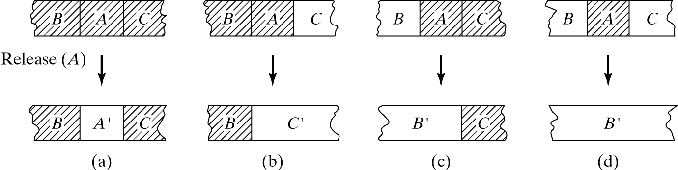 B A C B A C B A C B A C
Release (A)
B A' C B C' B' C B'
(a) (b) (c) (d)